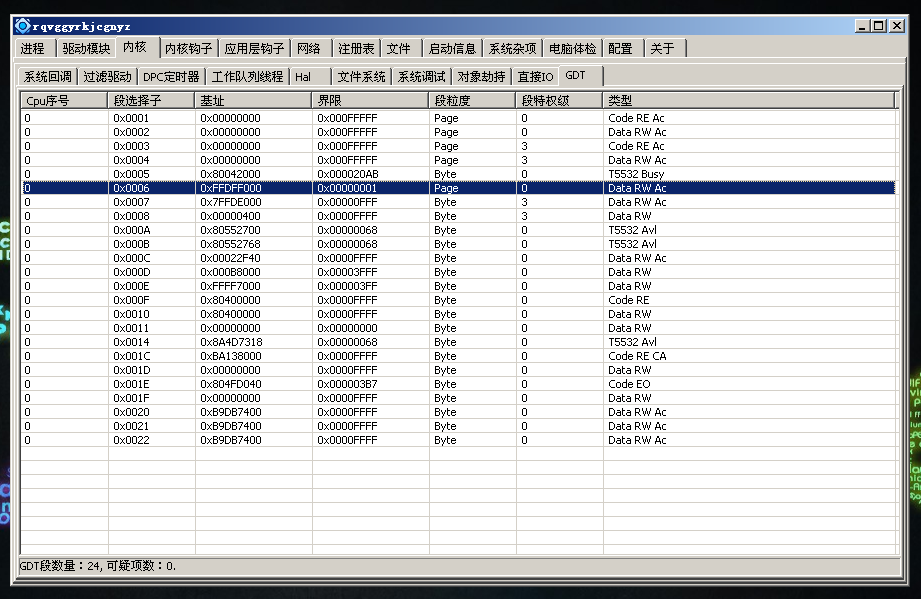 rqvggyrkjcgnyz
进程 驱动模块 内核 内核钩子 应用层钩子 网络 注册表 文件 启动信息 系统杂项 电脑体检 配置 关于
系统回调 过滤驱动 DPC定时器 工作队列线程 Hal 文件系统 系统调试 对象劫持 直接IO GDT
Cpu序号 段选择子 基址 界限 段粒度 段特权级 类型
0 0x0001 0x00000000 0x000FFFFF Page 0 Code RE Ac
0 0x0002 0x00000000 0x000FFFFF Page 0 Data RW Ac
0 0x0003 0x00000000 0x000FFFFF Page 3 Code RE Ac
0 0x0004 0x00000000 0x000FFFFF Page 3 Data RW Ac
0 0x0005 0x80042000 0x000020AB Byte 0 TSS32 Busy
0 0x0006 0xFFDFF000 0x00000001 Page 0 Data RW Ac
0 0x0007 0x7FFDE000 0x00000FFF Byte 3 Data RW Ac
0 0x0008 0x00000400 0x0000FFFF Byte 3 Data RW
0 0x000A 0x80552700 0x00000068 Byte 0 TSS32 Avl
0 0x000B 0x80552768 0x00000068 Byte 0 TSS32 Avl
0 0x000C 0x00022F40 0x0000FFFF Byte 0 Data RW Ac
0 0x000D 0x000B8000 0x00003FFF Byte 0 Data RW
0 0x000E 0xFFFF7000 0x000003FF Byte 0 Data RW
0 0x000F 0x80400000 0x0000FFFF Byte 0 Code RE
0 0x0010 0x80400000 0x0000FFFF Byte 0 Data RW
0 0x0011 0x00000000 0x00000000 Byte 0 Data RW
0 0x0014 0x8A4D7318 0x00000068 Byte 0 TSS32 Avl
0 0x001C 0xBA138000 0x0000FFFF Byte 0 Code RE CA
0 0x001D 0x00000000 0x0000FFFF Byte 0 Data RW
0 0x001E 0x804FD040 0x000003B7 Byte 0 Code EO
0 0x001F 0x00000000 0x0000FFFF Byte 0 Data RW
0 0x0020 0xB9DB7400 0x0000FFFF Byte 0 Data RW Ac
0 0x0021 0xB9DB7400 0x0000FFFF Byte 0 Data RW Ac
0 0x0022 0xB9DB7400 0x0000FFFF Byte 0 Data RW Ac
GDT段数量：24, 可疑项数：0.